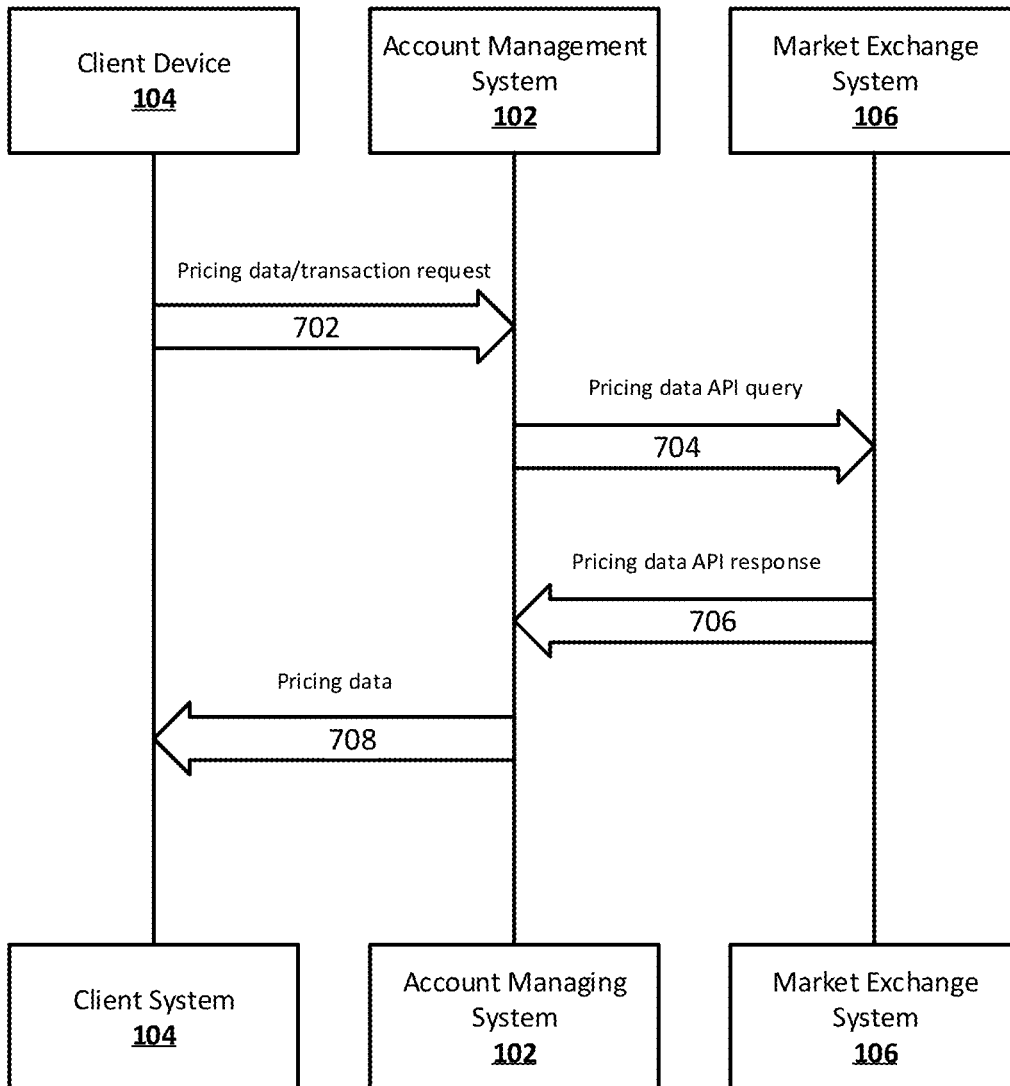 Client Device
104
Account Management
System
102
Market Exchange
System
106
Pricing data/transaction request
702
Pricing data API query
704
Pricing data API response
706
Pricing data
708
Client System
104
Account Managing
System
102
Market Exchange
System
106